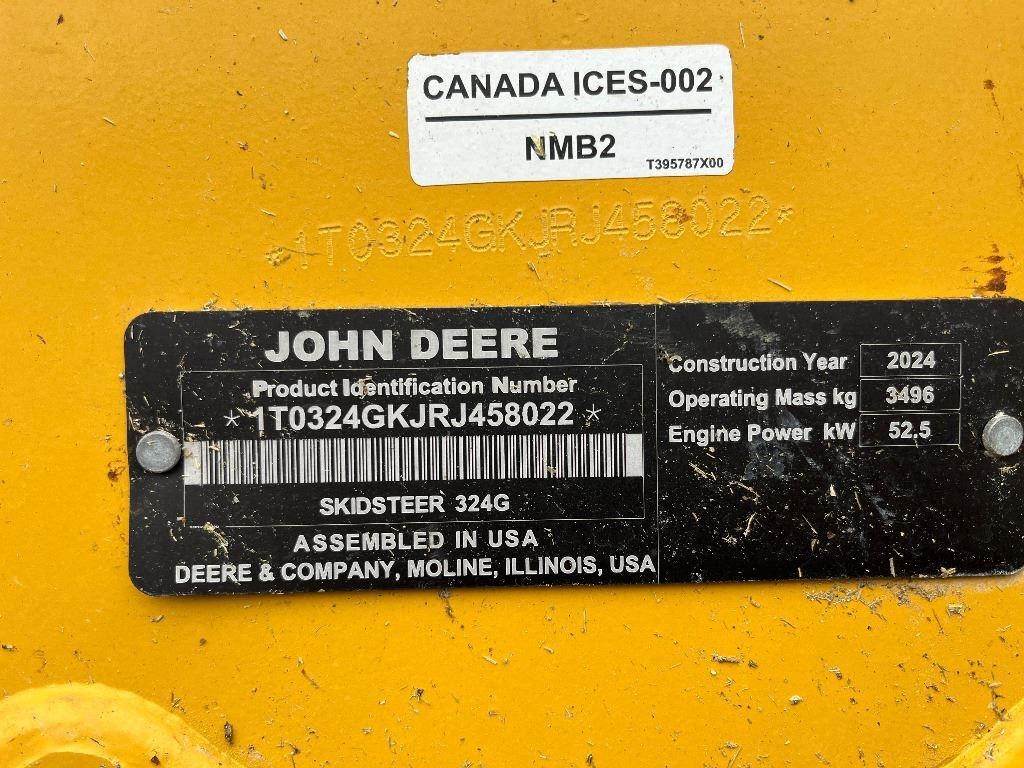 CANADA ICES-002
NMB2 T395787X00
*1T0324GKJRJ458022*
JOHN DEERE
Product Identification Number
*1T0324GKJRJ458022*
SKIDSTEER 324G
ASSEMBLED IN USA
DEERE & COMPANY, MOLINE, ILLINOIS, USA
Construction Year 2024
Operating Mass kg 3496
Engine Power kW 52.5